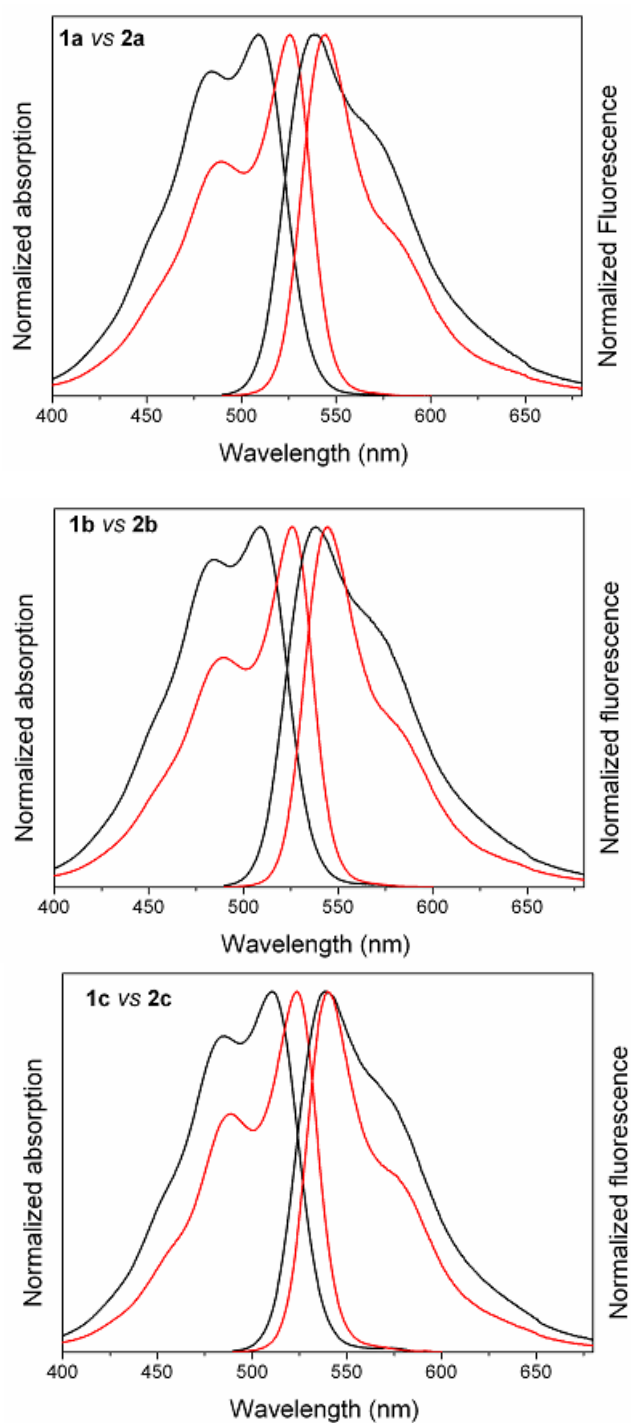 1a vs 2a
Normalized absorption
Normalized Fluorescence
400 450 500 550 600 650
Wavelength (nm)
1b vs 2b
Normalized absorption
Normalized fluorescence
400 450 500 550 600 650
Wavelength (nm)
1c vs 2c
Normalized absorption
Normalized fluorescence
400 450 500 550 600 650
Wavelength (nm)